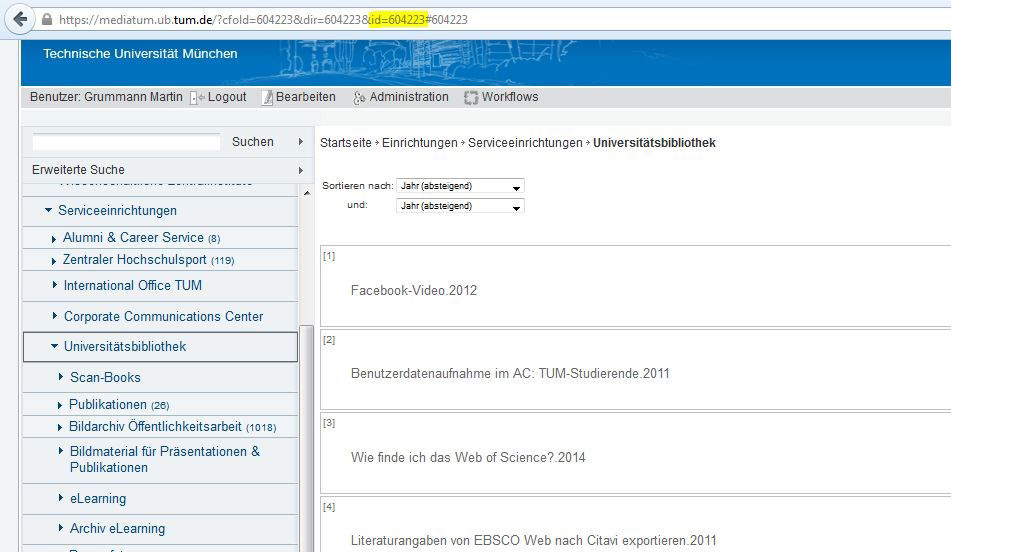 https://mediatum.ub.tum.de/?cfold=604223&dir=604223&id=604223#604223
Technische Universität München
Benutzer: Grummann Martin Logout Bearbeiten Administration Workflows
Suchen
Erweiterte Suche
Serviceeinrichtungen
Alumni & Career Service (8)
Zentraler Hochschulsport (119)
International Office TUM
Corporate Communications Center
Universitätsbibliothek
Scan-Books
Publikationen (26)
Bildarchiv Öffentlichkeitsarbeit (1018)
Bildmaterial für Präsentationen &
Publikationen
eLearning
Archiv eLearning
Startseite Einrichtungen Serviceeinrichtungen Universitätsbibliothek
Sortieren nach: Jahr (absteigend)
und: Jahr (absteigend)
[1]
Facebook-Video.2012
[2]
Benutzerdatenaufnahme im AC: TUM-Studierende.2011
[3]
Wie finde ich das Web of Science?.2014
[4]
Literaturangaben von EBSCO Web nach Citavi exportieren.2011